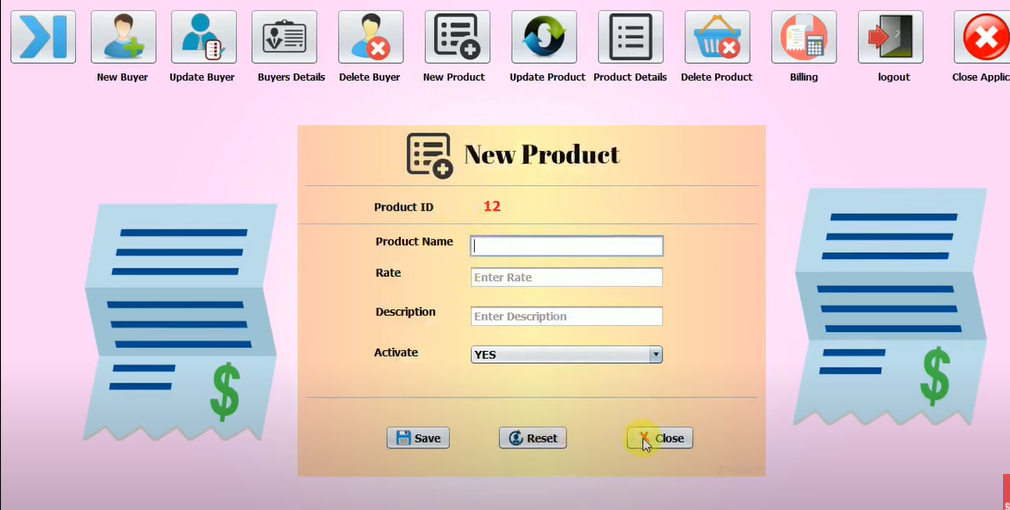 New Buyer
Update Buyer
Buyers Details
Delete Buyer
New Product
Update Product
Product Details
Delete Product
Billing
logout
Close Applic
New Product
Product ID 12
Product Name
Rate Enter Rate
Description Enter Description
Activate YES
$
$
Save Reset Close